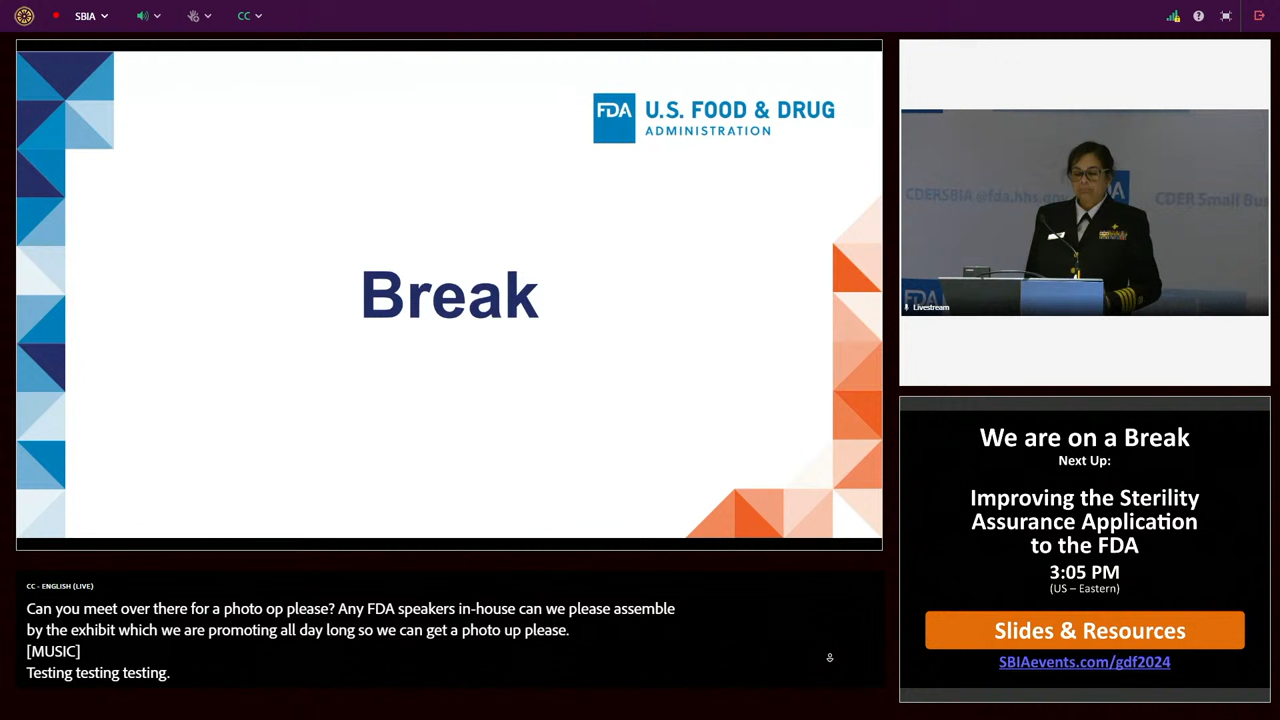 SBIA
CC
FDA
U.S. FOOD & DRUG
ADMINISTRATION
Break
CDERSBIA @fda.hhs.gov
CDER Small Bus
FDA
Livestream
We are on a Break
Next Up:
Improving the Sterility
Assurance Application
to the FDA
3:05 PM
(US – Eastern)
Slides & Resources
SBIAevents.com/gdf2024
CC - ENGLISH (LIVE)
Can you meet over there for a photo op please? Any FDA speakers in-house can we please assemble
by the exhibit which we are promoting all day long so we can get a photo up please.
[MUSIC]
Testing testing testing.